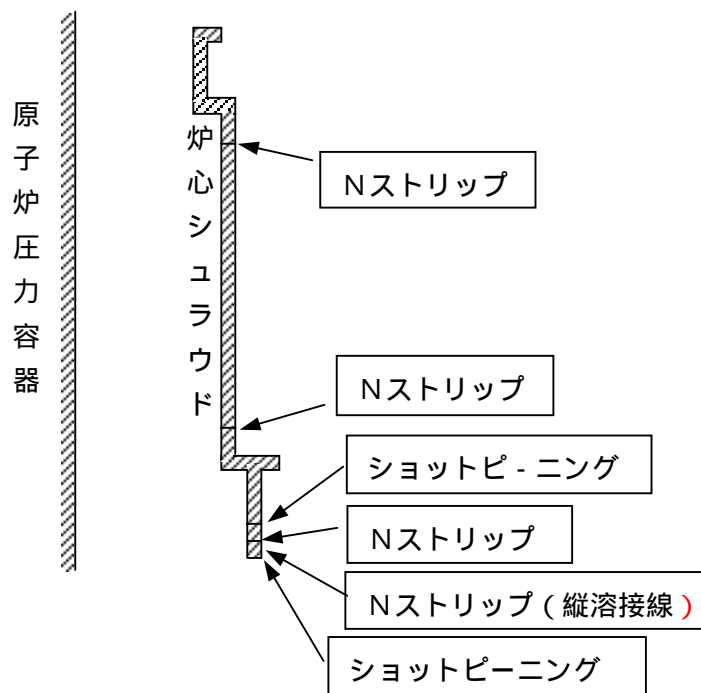 原子炉圧力容器
炉心シュラウド
Nストリップ
Nストリップ
ショットピ-ニング
Nストリップ
Nストリップ(縦溶接線)
ショットピーニング